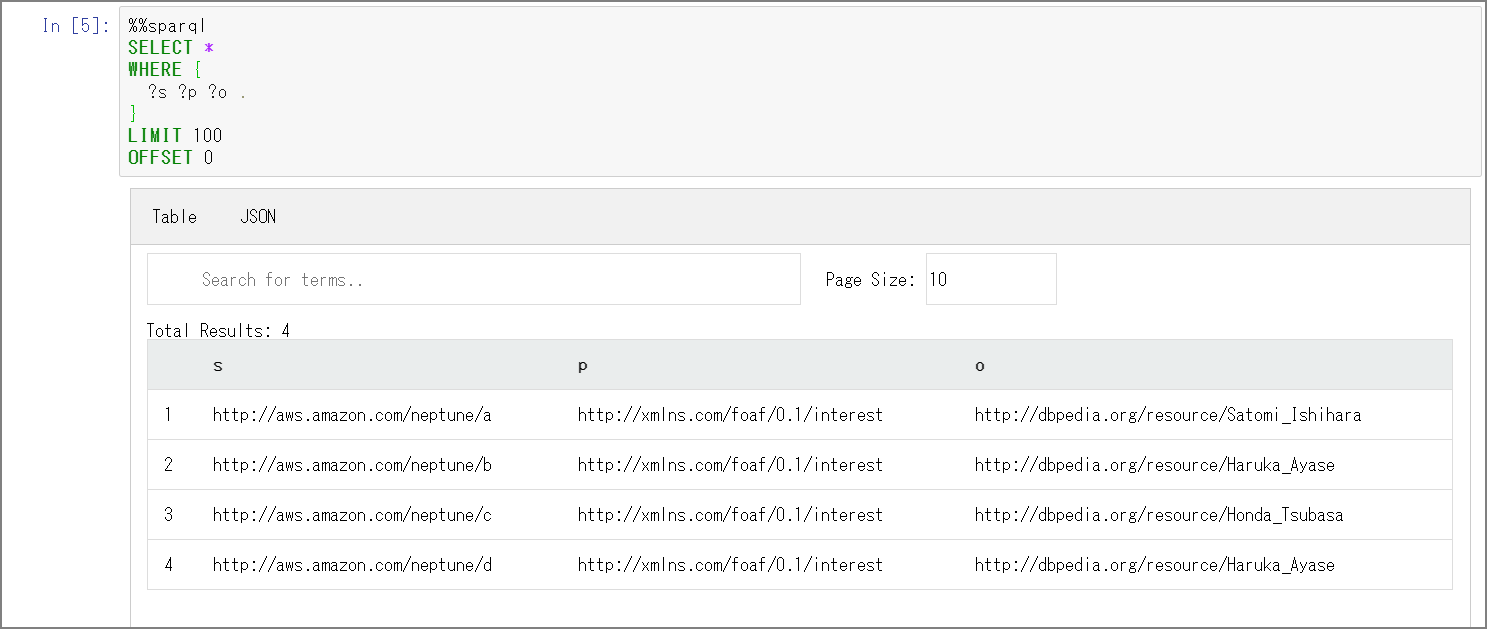 In [5]:
%%sparql
SELECT *
WHERE {
?s ?p ?o .
}
LIMIT 100
OFFSET 0
Table JSON
Search for terms.. Page Size: 10
Total Results: 4
s p o
1 http://aws.amazon.com/neptune/a http://xmlns.com/foaf/0.1/interest http://dbpedia.org/resource/Satomi_Ishihara
2 http://aws.amazon.com/neptune/b http://xmlns.com/foaf/0.1/interest http://dbpedia.org/resource/Haruka_Ayase
3 http://aws.amazon.com/neptune/c http://xmlns.com/foaf/0.1/interest http://dbpedia.org/resource/Honda_Tsubasa
4 http://aws.amazon.com/neptune/d http://xmlns.com/foaf/0.1/interest http://dbpedia.org/resource/Haruka_Ayase